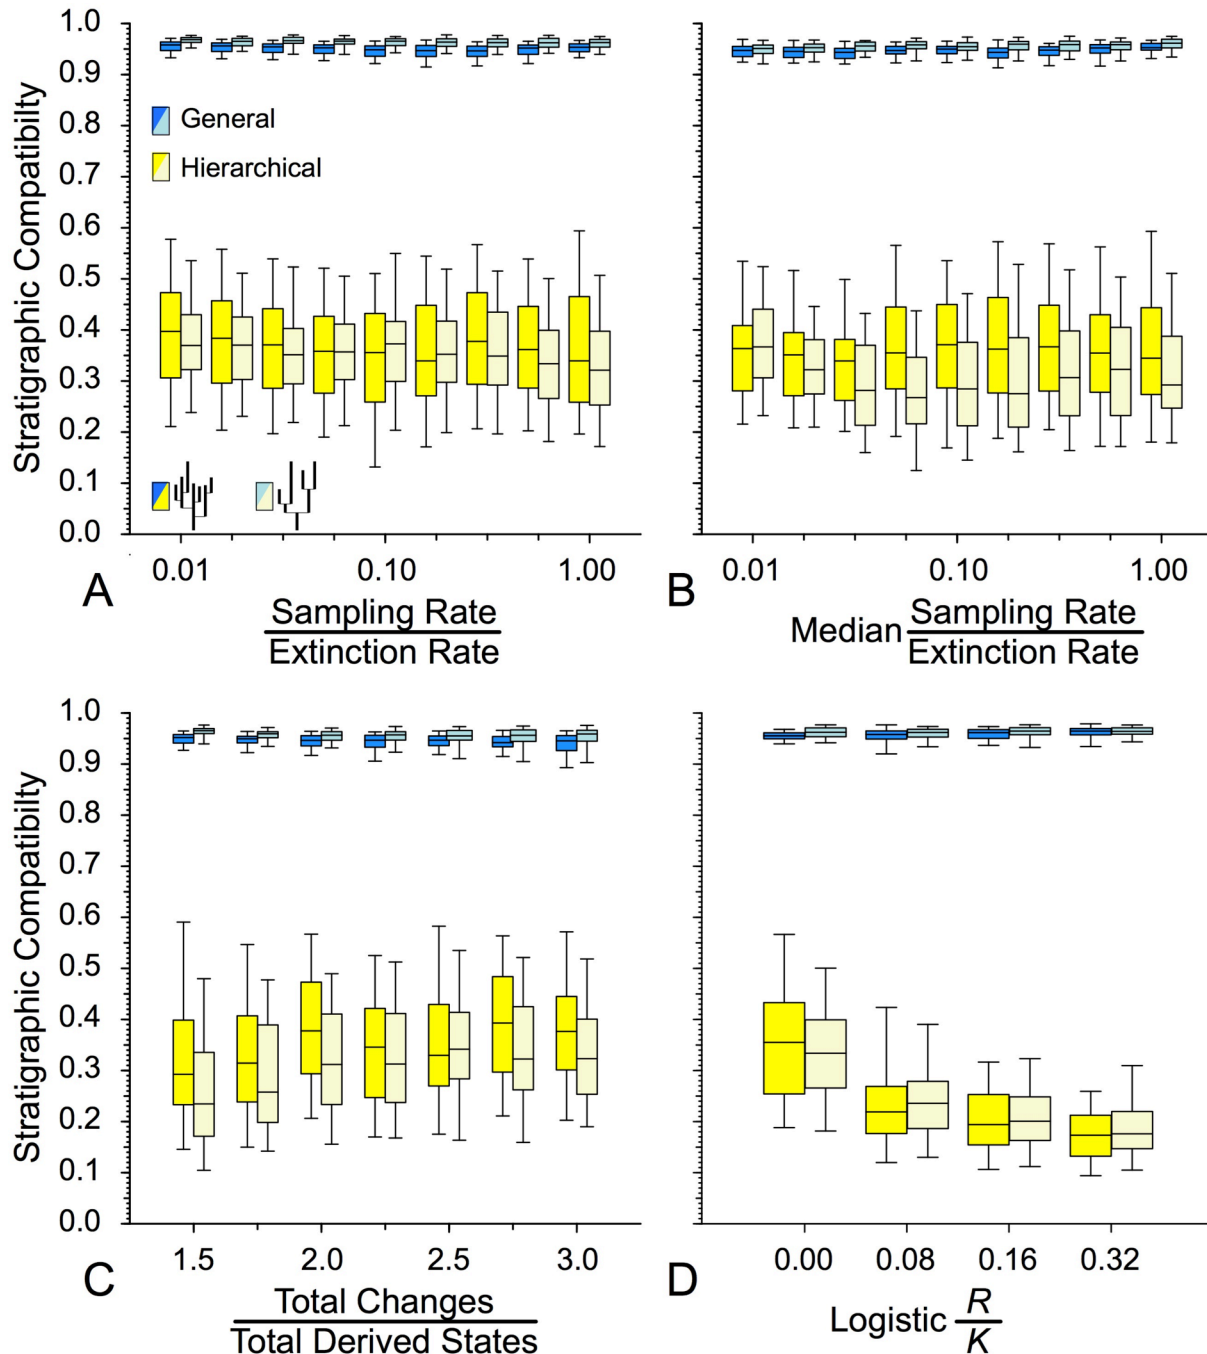 Stratigraphic Compatibilty
1.0
0.9
0.8
0.7
0.6
0.5
0.4
0.3
0.2
0.1
0.0
General
Hierarchical
0.01 0.10 1.00
A
Sampling Rate
Extinction Rate
0.01 0.10 1.00
B
Median Sampling Rate
Extinction Rate
Stratigraphic Compatibilty
1.0
0.9
0.8
0.7
0.6
0.5
0.4
0.3
0.2
0.1
0.0
1.5 2.0 2.5 3.0
C
Total Changes
Total Derived States
0.00 0.08 0.16 0.32
D
Logistic R
K